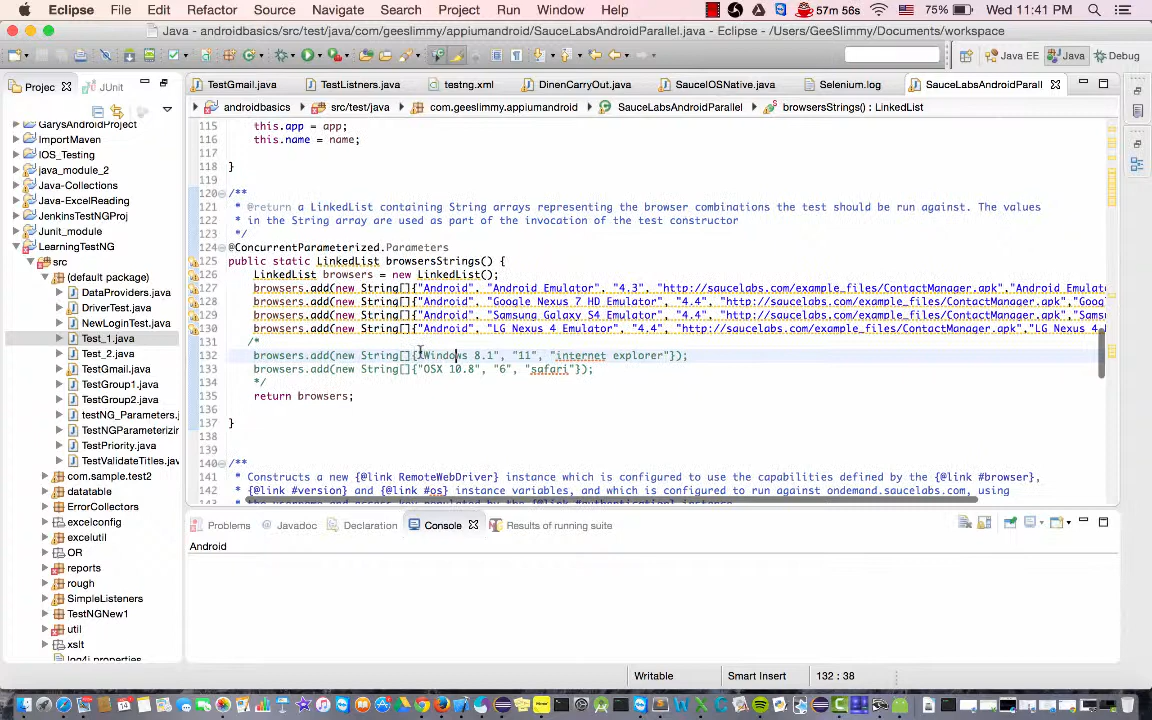 Eclipse File Edit Refactor Source Navigate Search Project Run Window Help 57m 56s 75% Wed 11:41 PM
Java - androidbasics/src/test/java/com/geeslimmy/appiumandroid/SauceLabsAndroidParallel.java - Eclipse - /Users/GeeSlimmy/Documents/workspace
Java EE Java Debug
Projec JUnit
TestGmail.java TestListeners.java testng.xml DinenCarryOut.java SauceIOSNative.java Selenium.log SauceLabsAndroidParall
androidbasics src/test/java com.geeslimmy.appiumandroid SauceLabsAndroidParallel browsersStrings() : LinkedList
GarysAndroidProject
ImportMaven
IOS_Testing
java_module_2
Java-Collections
Java-ExcelReading
JenkinsTestNGProj
Junit_module
LearningTestNG
src
(default package)
DataProviders.java
DriverTest.java
NewLoginTest.java
Test_1.java
Test_2.java
TestGmail.java
TestGroup1.java
TestGroup2.java
testNG_Parameters.j
TestNGParameterizin
TestPriority.java
TestValidateTitles.jav
com.sample.test2
datatable
ErrorCollectors
excelconfig
excelutil
OR
reports
rough
SimpleListeners
TestNGNew1
util
xslt
log4j.properties
115 this.app = app;
116 this.name = name;
117
118 }
119
120 /**
121 * @return a LinkedList containing String arrays representing the browser combinations the test should be run against. The values
122 * in the String array are used as part of the invocation of the test constructor
123 */
124 @ConcurrentParameterized.Parameters
125 public static LinkedList browsersStrings() {
126 LinkedList browsers = new LinkedList();
127 browsers.add(new String[]{"Android", "Android Emulator", "4.3", "http://saucelabs.com/example_files/ContactManager.apk","Android Emulat
128 browsers.add(new String[]{"Android", "Google Nexus 7 HD Emulator", "4.4", "http://saucelabs.com/example_files/ContactManager.apk","Goog
129 browsers.add(new String[]{"Android", "Samsung Galaxy S4 Emulator", "4.4", "http://saucelabs.com/example_files/ContactManager.apk","Sams
130 browsers.add(new String[]{"Android", "LG Nexus 4 Emulator", "4.4", "http://saucelabs.com/example_files/ContactManager.apk","LG Nexus 4
131 /*
132 browsers.add(new String[]{"Windows 8.1", "11", "internet explorer"});
133 browsers.add(new String[]{"OSX 10.8", "6", "safari"});
134 */
135 return browsers;
136
137 }
138
139
140 /**
141 * Constructs a new {@link RemoteWebDriver} instance which is configured to use the capabilities defined by the {@link #browser},
142 * {@link #version} and {@link #os} instance variables, and which is configured to run against ondemand.saucelabs.com, using
Problems Javadoc Declaration Console Results of running suite
Android
Writable Smart Insert 132 : 38